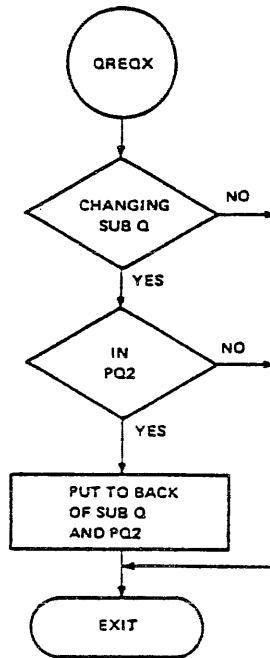 QREQX
CHANGING
SUB Q
NO
YES
IN
PQ2
NO
YES
PUT TO BACK
OF SUB Q
AND PQ2
EXIT